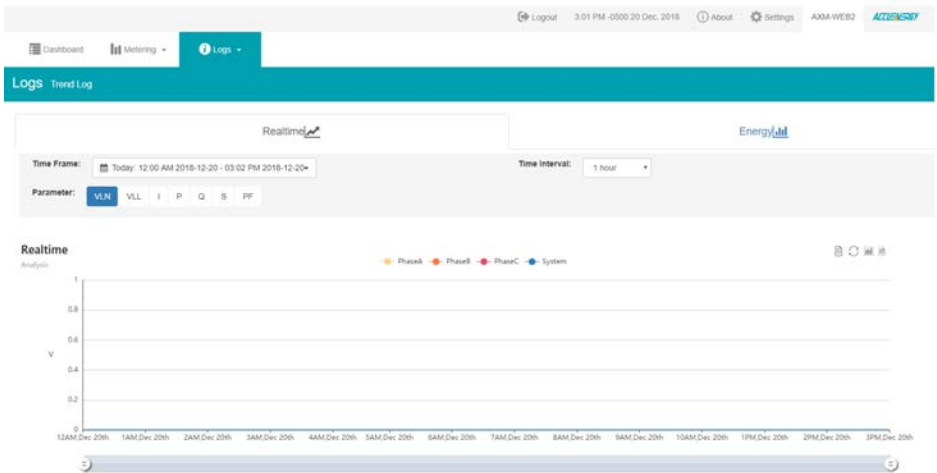 Logout 3:01 PM -0500 20 Dec, 2018 About Settings AXM-WEB2 ACCUENERGY
Dashboard Metering Logs
Logs Trend Log
Realtime Energy
Time Frame: Today: 12:00 AM 2018-12-20 - 03:02 PM 2018-12-20 Time Interval: 1 hour
Parameter: VLN VLL I P Q S PF
Realtime
Analysis
PhaseA PhaseB PhaseC System
1
0.8
0.6
V
0.4
0.2
0
12AM,Dec 20th 1AM,Dec 20th 2AM,Dec 20th 3AM,Dec 20th 4AM,Dec 20th 5AM,Dec 20th 6AM,Dec 20th 7AM,Dec 20th 8AM,Dec 20th 9AM,Dec 20th 10AM,Dec 20th 1PM,Dec 20th 2PM,Dec 20th 3PM,Dec 20th